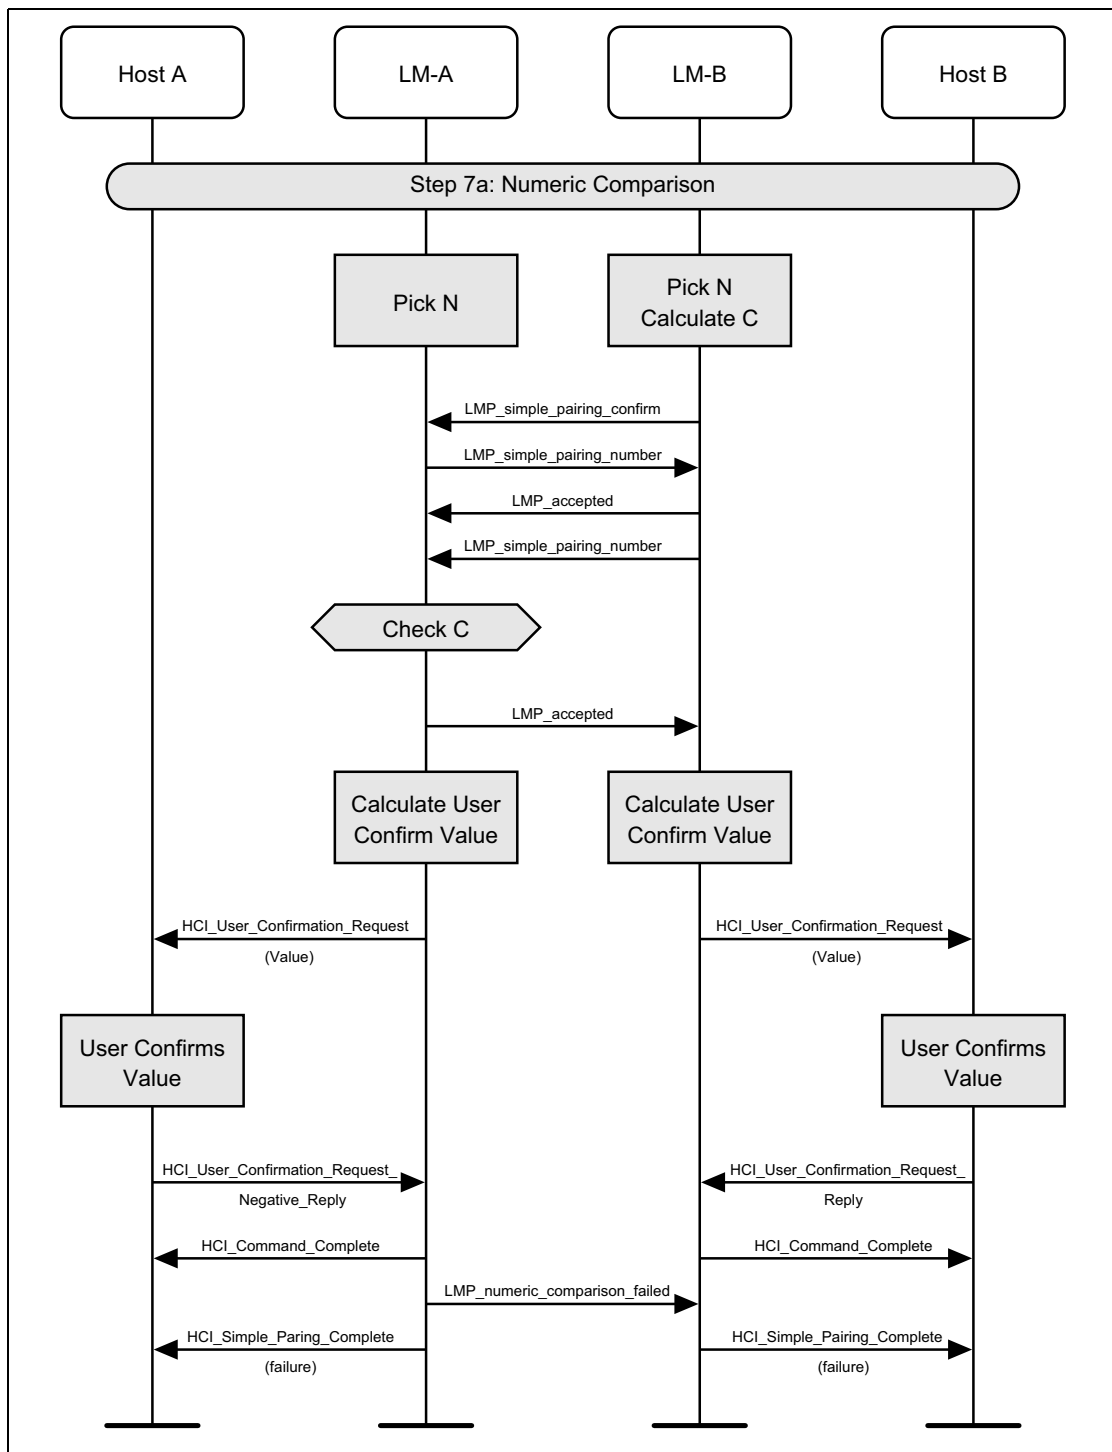 Host A
LM-A
LM-B
Host B
Step 7a: Numeric Comparison
Pick N
Pick N
Calculate C
LMP_simple_pairing_confirm
LMP_simple_pairing_number
LMP_accepted
LMP_simple_pairing_number
Check C
LMP_accepted
Calculate User
Confirm Value
Calculate User
Confirm Value
HCI_User_Confirmation_Request
(Value)
HCI_User_Confirmation_Request
(Value)
User Confirms
Value
User Confirms
Value
HCI_User_Confirmation_Request_
Negative_Reply
HCI_User_Confirmation_Request_
Reply
HCI_Command_Complete
HCI_Command_Complete
LMP_numeric_comparison_failed
HCI_Simple_Paring_Complete
(failure)
HCI_Simple_Pairing_Complete
(failure)